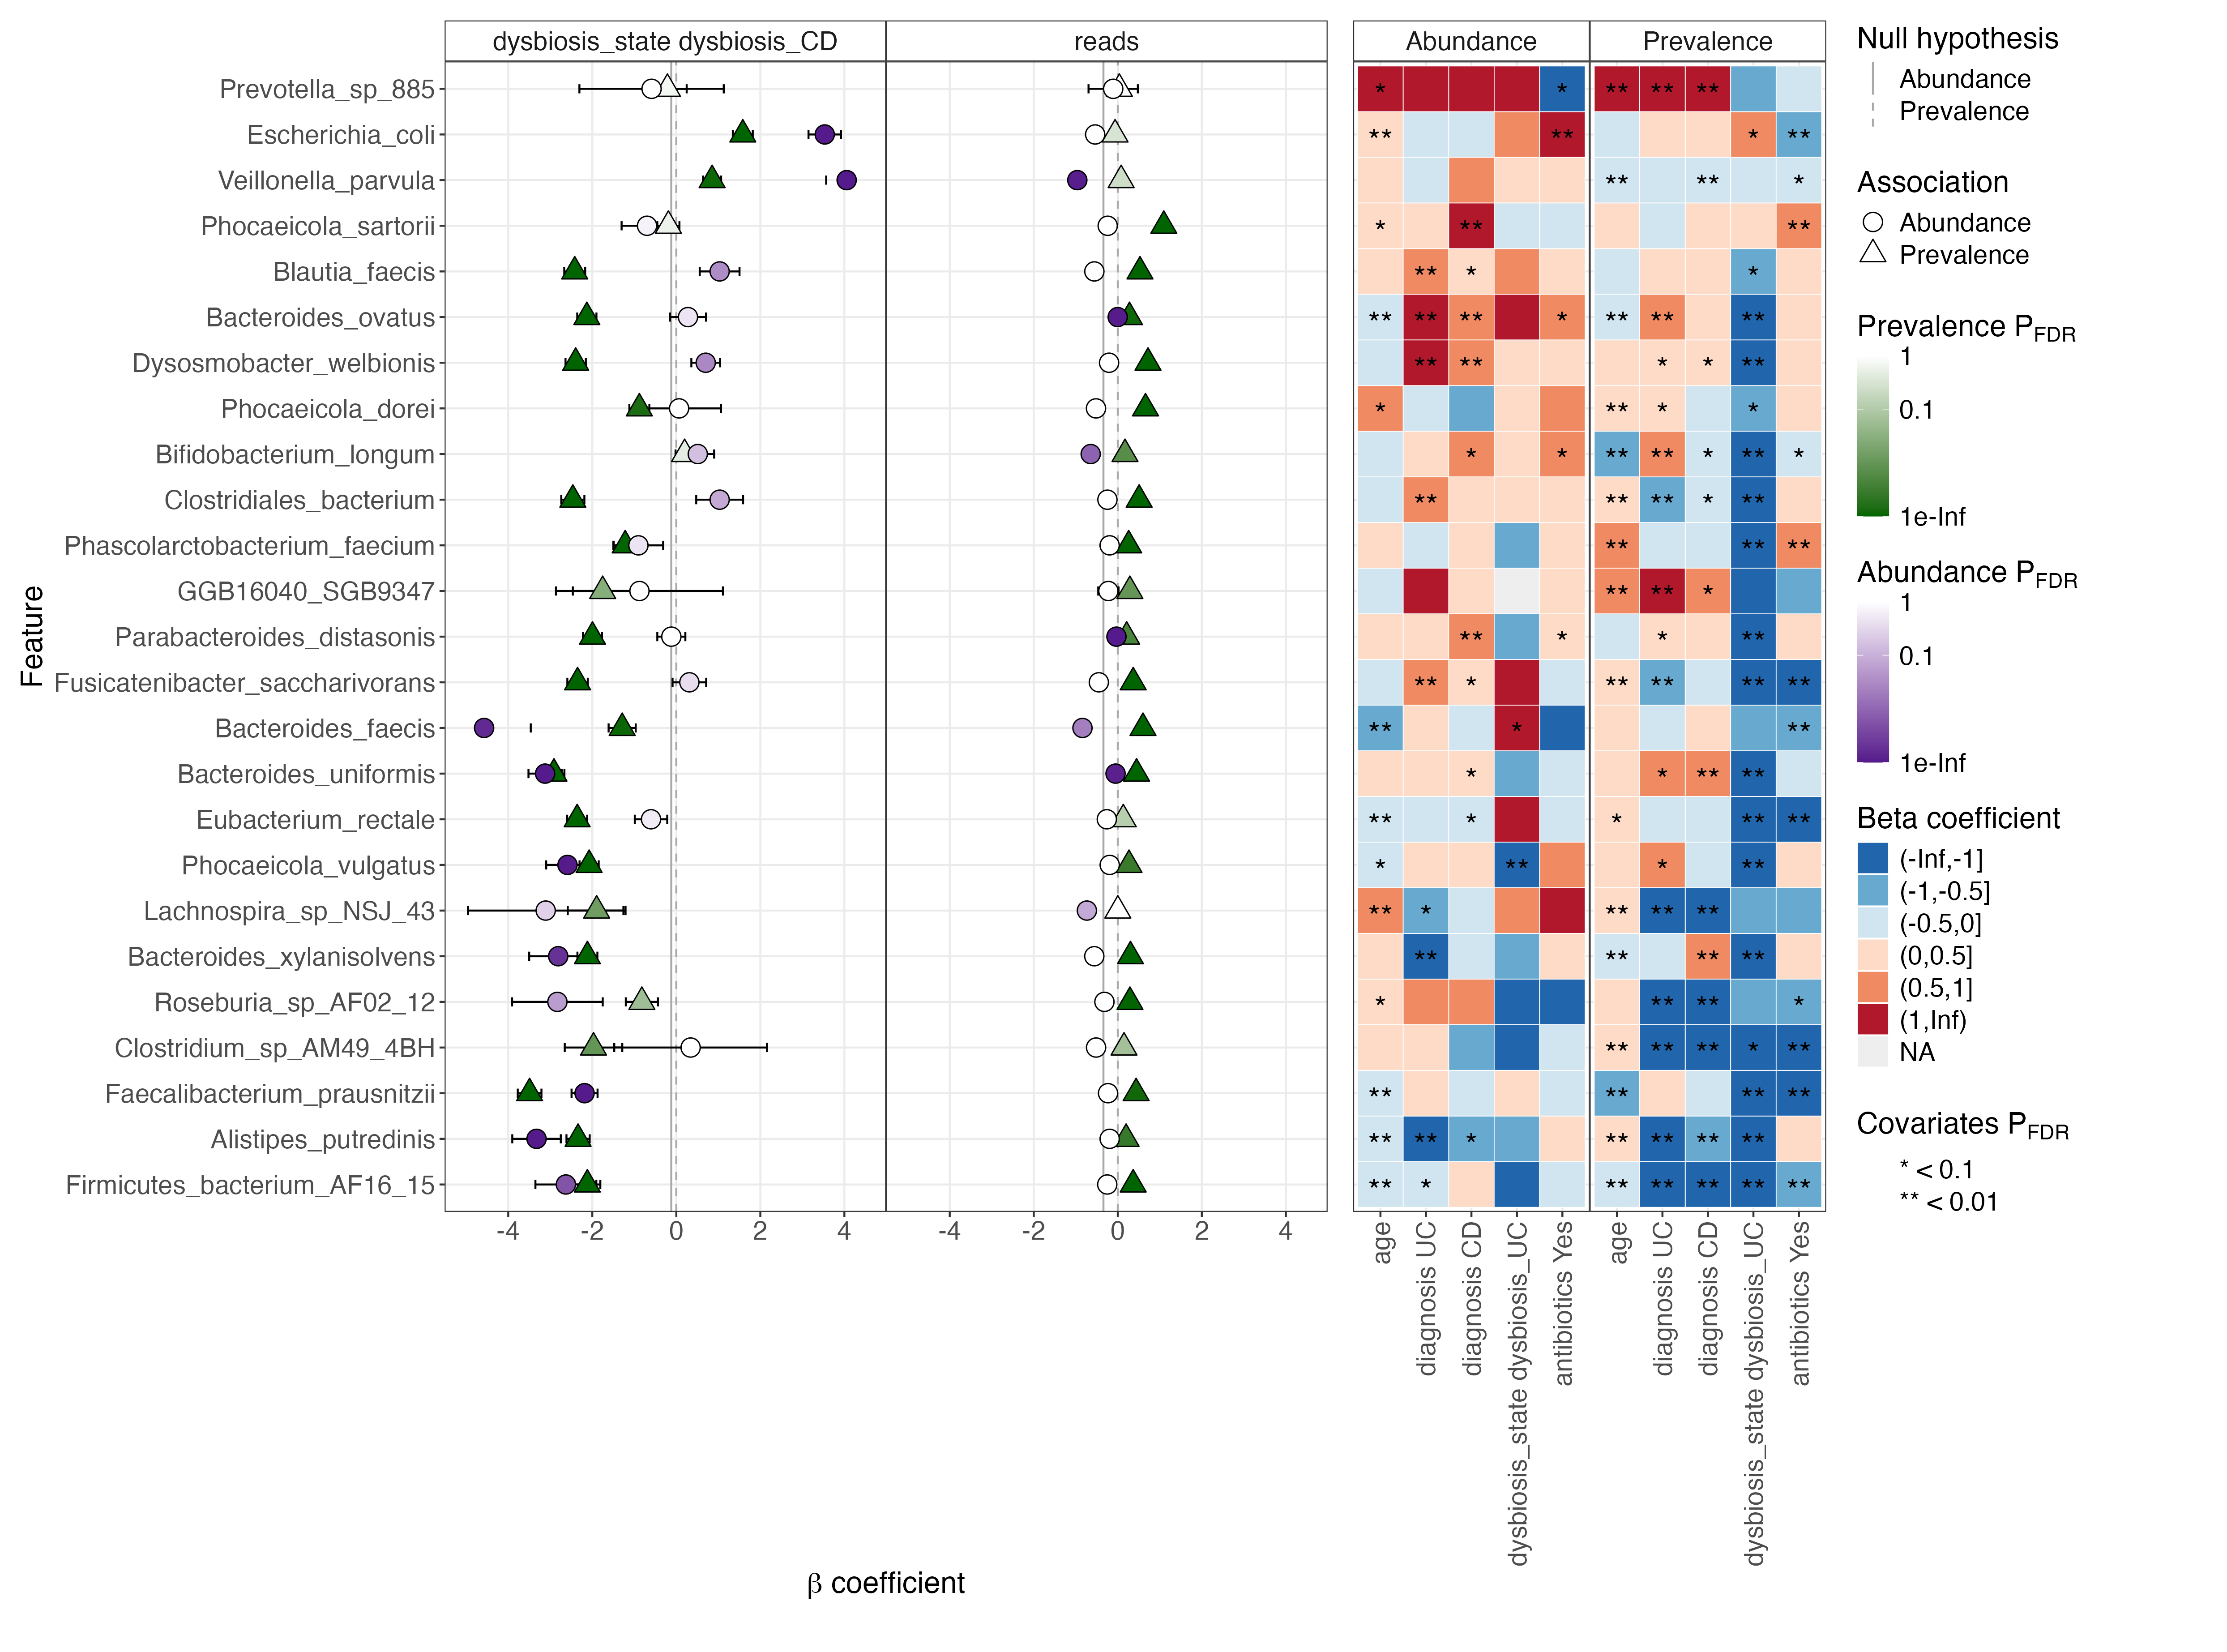 dysbiosis_state dysbiosis_CD
reads
Abundance
Prevalence
Feature
Prevotella_sp_885
Escherichia_coli
Veillonella_parvula
Phocaeicola_sartorii
Blautia_faecis
Bacteroides_ovatus
Dysosmobacter_welbionis
Phocaeicola_dorei
Bifidobacterium_longum
Clostridiales_bacterium
Phascolarctobacterium_faecium
GGB16040_SGB9347
Parabacteroides_distasonis
Fusicatenibacter_saccharivorans
Bacteroides_faecis
Bacteroides_uniformis
Eubacterium_rectale
Phocaeicola_vulgatus
Lachnospira_sp_NSJ_43
Bacteroides_xylanisolvens
Roseburia_sp_AF02_12
Clostridium_sp_AM49_4BH
Faecalibacterium_prausnitzii
Alistipes_putredinis
Firmicutes_bacterium_AF16_15
* * ** ** **
** ** * **
** ** *
* ** **
** * *
** ** ** * ** ** **
** ** * * **
* ** * *
* * ** ** * ** *
** ** ** * **
** ** **
** ** *
** * * **
** * ** ** ** **
** * **
* * ** **
** * * ** **
* ** * **
** * ** ** **
** ** ** **
* ** ** *
** ** ** * **
** ** ** **
** ** * ** ** ** **
** * ** ** ** ** **
-4 -2 0 2 4
-4 -2 0 2 4
β coefficient
age
diagnosis UC
diagnosis CD
dysbiosis_state dysbiosis_UC
antibiotics Yes
age
diagnosis UC
diagnosis CD
dysbiosis_state dysbiosis_UC
antibiotics Yes
Null hypothesis
Abundance
Prevalence
Association
Abundance
Prevalence
Prevalence PFDR
1
0.1
1e-Inf
Abundance PFDR
1
0.1
1e-Inf
Beta coefficient
(-Inf,-1]
(-1,-0.5]
(-0.5,0]
(0,0.5]
(0.5,1]
(1,Inf)
NA
Covariates PFDR
* < 0.1
** < 0.01